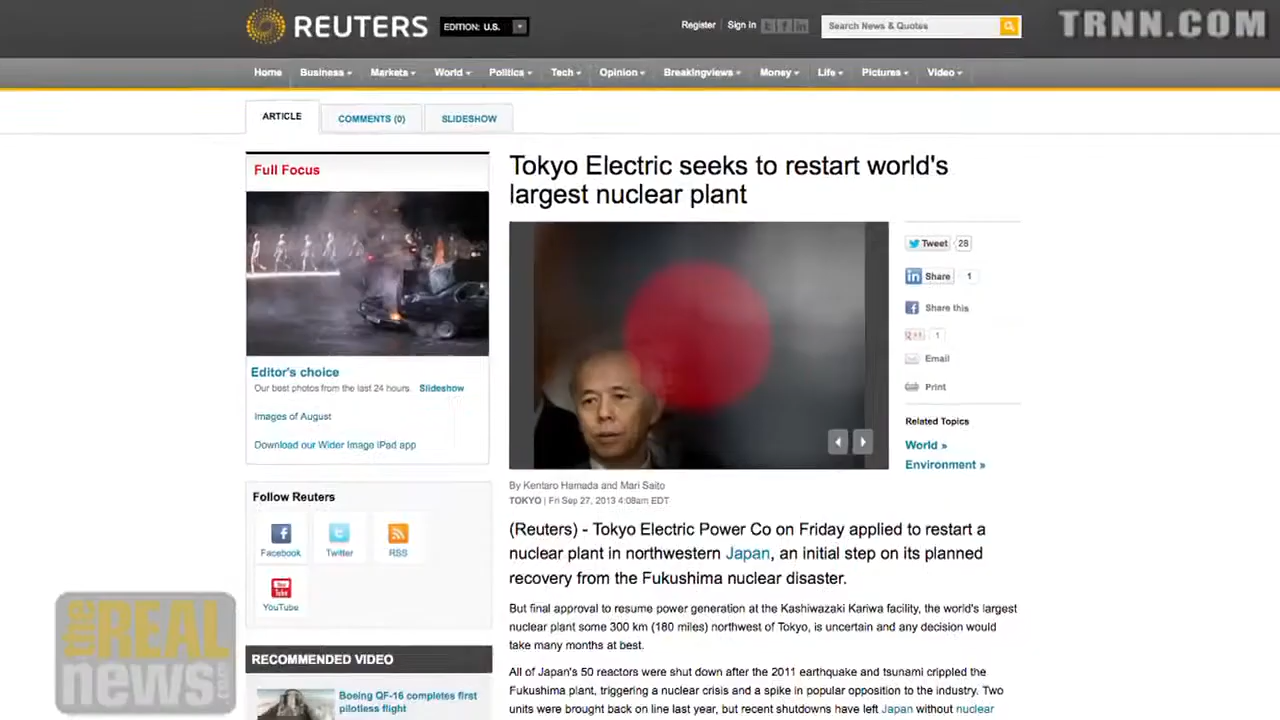 REUTERS
EDITION: U.S.
Register
Sign in
Search News & Quotes
TRNN.COM
Home
Business
Markets
World
Politics
Tech
Opinion
Breakingviews
Money
Life
Pictures
Video
ARTICLE
COMMENTS (0)
SLIDESHOW
Full Focus
Editor's choice
Our best photos from the last 24 hours. Slideshow
Images of August
Download our Wider Image iPad app
Follow Reuters
Facebook
Twitter
RSS
YouTube
RECOMMENDED VIDEO
Boeing QF-16 completes first
pilotless flight
Tokyo Electric seeks to restart world's
largest nuclear plant
By Kentaro Hamada and Mari Saito
TOKYO | Fri Sep 27, 2013 4:08am EDT
(Reuters) - Tokyo Electric Power Co on Friday applied to restart a
nuclear plant in northwestern Japan, an initial step on its planned
recovery from the Fukushima nuclear disaster.
But final approval to resume power generation at the Kashiwazaki Kariwa facility, the world's largest
nuclear plant some 300 km (180 miles) northwest of Tokyo, is uncertain and any decision would
take many months at best.
All of Japan's 50 reactors were shut down after the 2011 earthquake and tsunami crippled the
Fukushima plant, triggering a nuclear crisis and a spike in popular opposition to the industry. Two
units were brought back on line last year, but recent shutdowns have left Japan without nuclear
Tweet 28
Share 1
Share this
1
Email
Print
Related Topics
World »
Environment »
the REAL
news.com